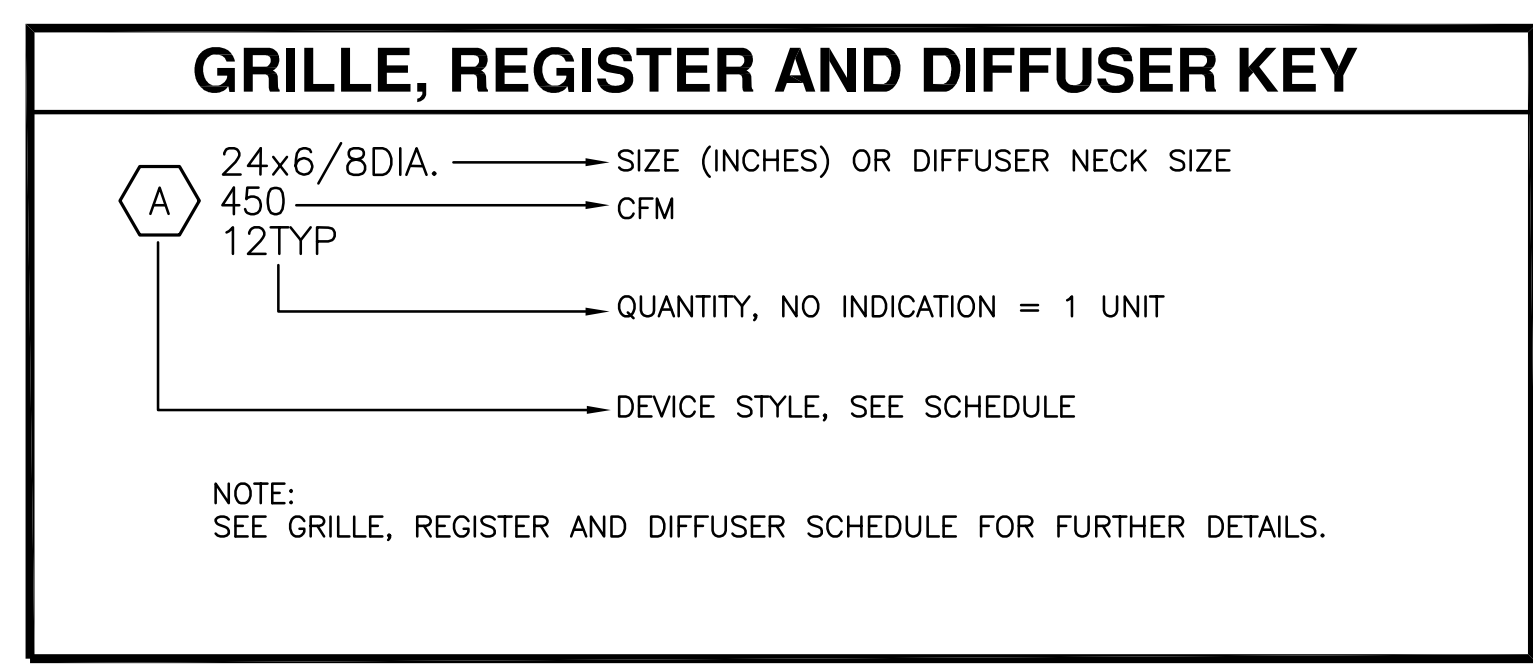 GRILLE, REGISTER AND DIFFUSER KEY
24x6/8DIA. SIZE (INCHES) OR DIFFUSER NECK SIZE
A 450 CFM
12TYP
QUANTITY, NO INDICATION = 1 UNIT
DEVICE STYLE, SEE SCHEDULE
NOTE:
SEE GRILLE, REGISTER AND DIFFUSER SCHEDULE FOR FURTHER DETAILS.